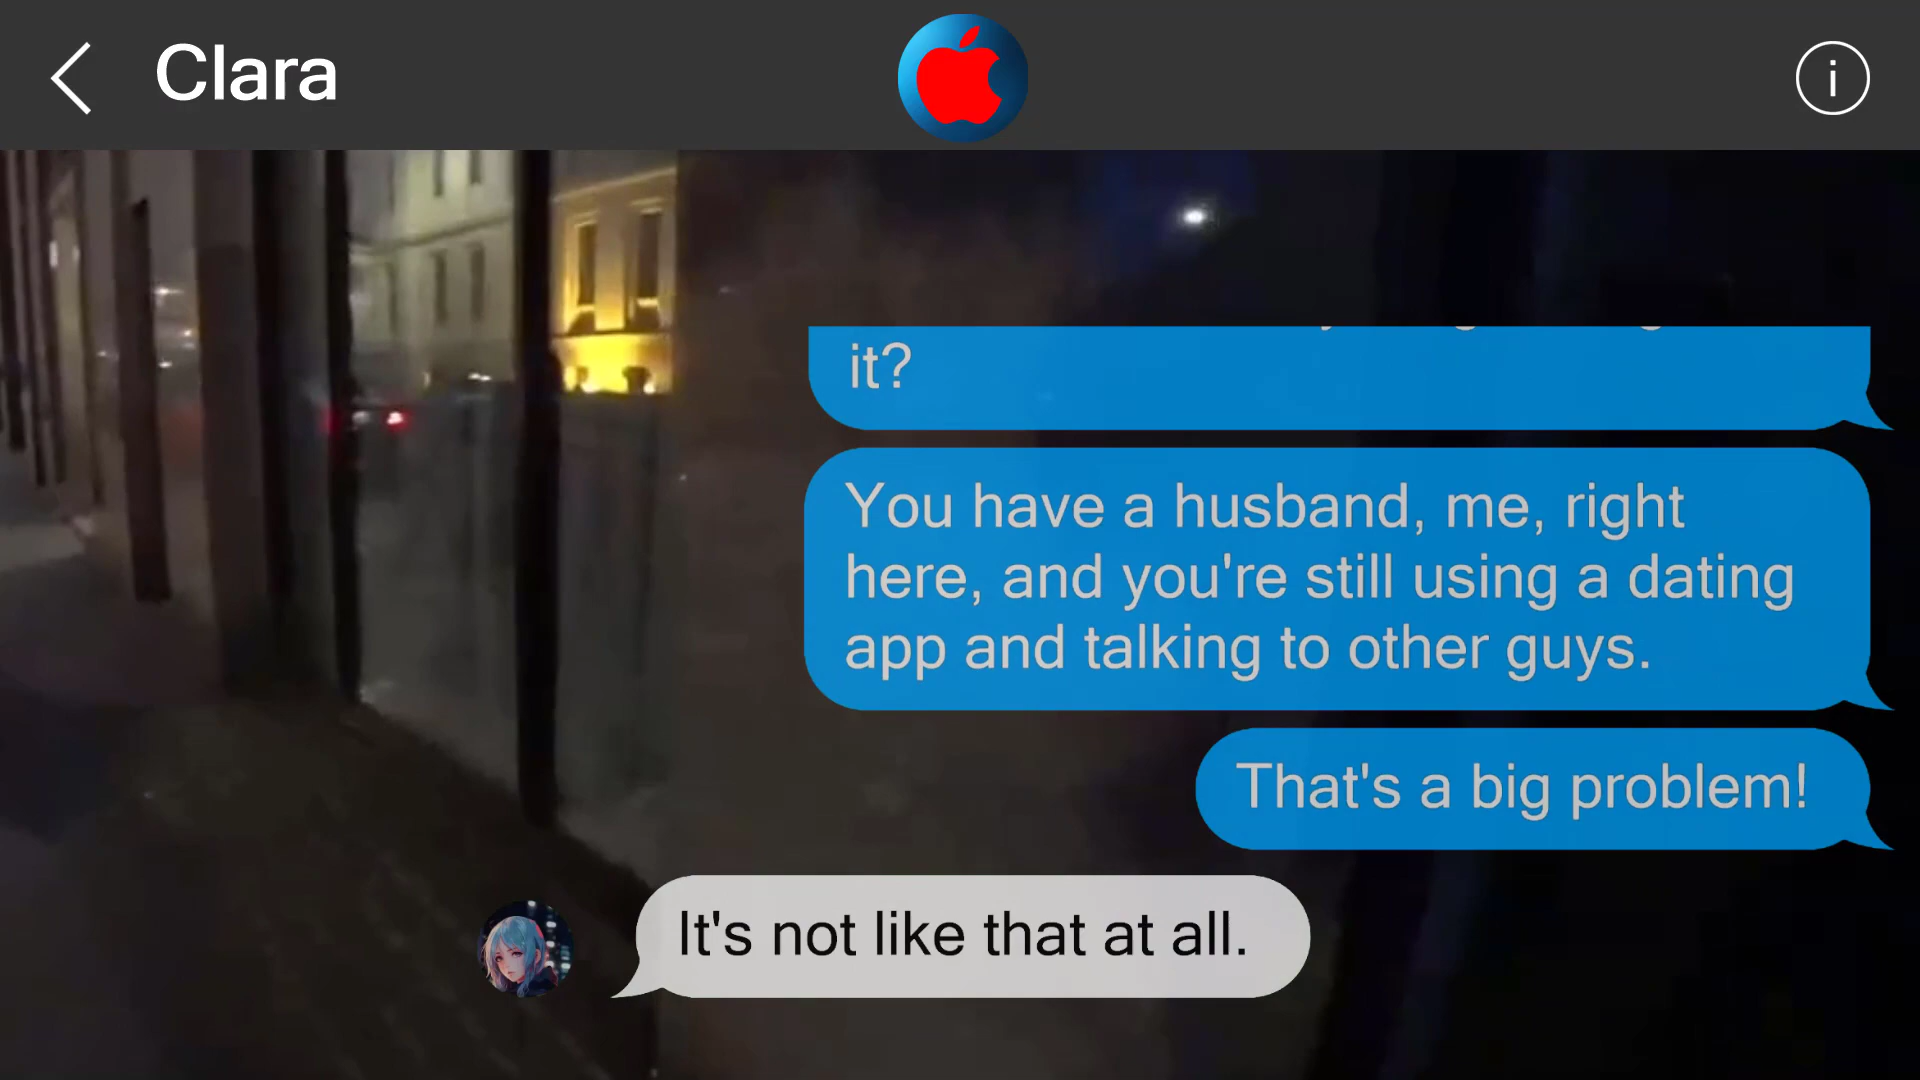 Clara
it?
You have a husband, me, right
here, and you're still using a dating
app and talking to other guys.
That's a big problem!
It's not like that at all.